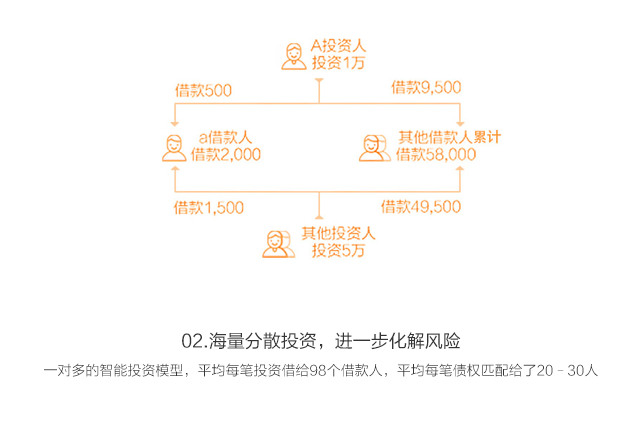 A投资人
投资1万
借款500
借款9,500
a借款人
借款2,000
其他借款人累计
借款58,000
借款1,500
借款49,500
其他投资人
投资5万
02.海量分散投资，进一步化解风险
一对多的智能投资模型，平均每笔投资借给98个借款人，平均每笔债权匹配给了20－30人